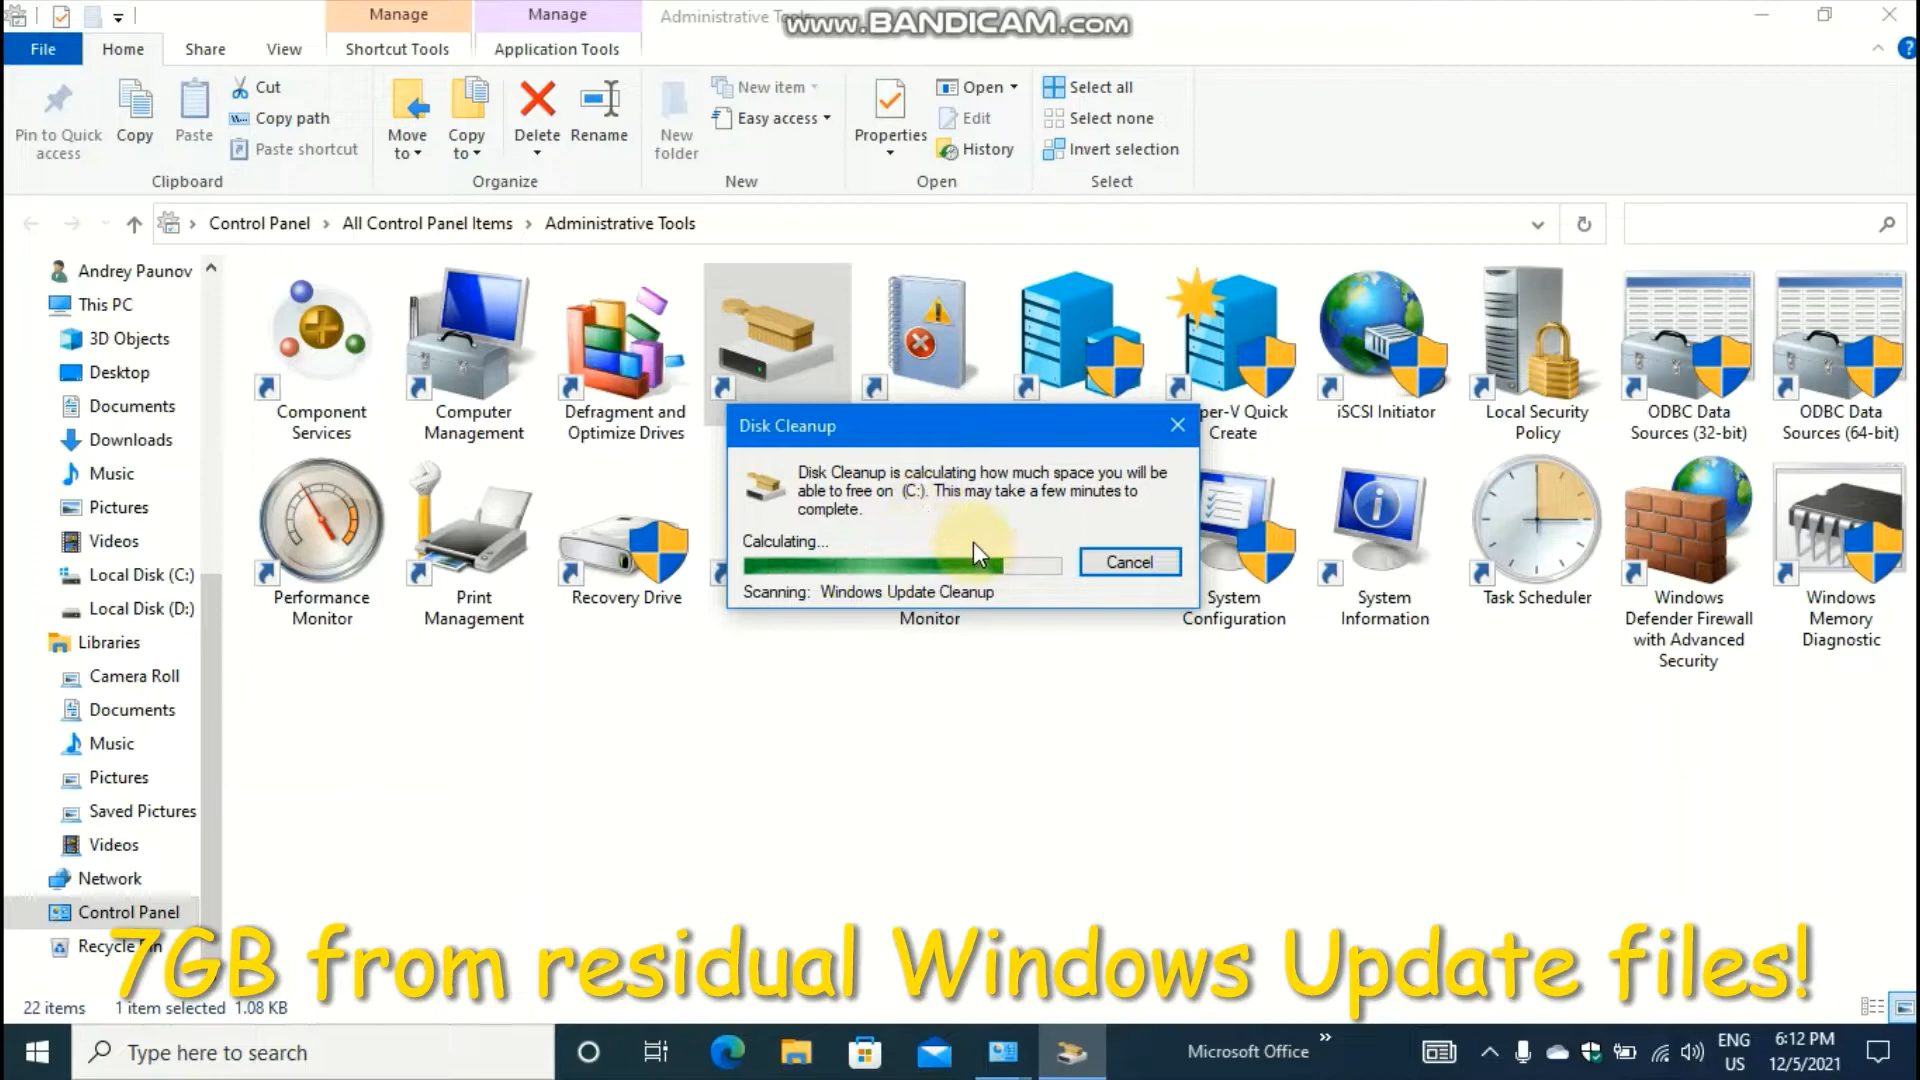 Manage
Manage
Administrative
www.BANDICAM.com
File
Home
Share
View
Shortcut Tools
Application Tools
Pin to Quick
access
Copy
Paste
Cut
Copy path
Paste shortcut
Clipboard
Move
to
Copy
to
Delete
Rename
Organize
New
folder
New item
Easy access
New
Properties
Open
Edit
History
Open
Select all
Select none
Invert selection
Select
Control Panel
All Control Panel Items
Administrative Tools
Andrey Paunov
This PC
3D Objects
Desktop
Documents
Downloads
Music
Pictures
Videos
Local Disk (C:)
Local Disk (D:)
Libraries
Camera Roll
Documents
Music
Pictures
Saved Pictures
Videos
Network
Control Panel
Recycle
Component
Services
Computer
Management
Defragment and
Optimize Drives
per-V Quick
Create
iSCSI Initiator
Local Security
Policy
ODBC Data
Sources (32-bit)
ODBC Data
Sources (64-bit)
Performance
Monitor
Print
Management
Recovery Drive
Monitor
System
Configuration
System
Information
Task Scheduler
Windows
Defender Firewall
with Advanced
Security
Windows
Memory
Diagnostic
Disk Cleanup
Disk Cleanup is calculating how much space you will be
able to free on (C:). This may take a few minutes to
complete.
Calculating...
Cancel
Scanning: Windows Update Cleanup
7GB from residual Windows Update files!
22 items
1 item selected 1.08 KB
Type here to search
Microsoft Office
ENG
US
6:12 PM
12/5/2021